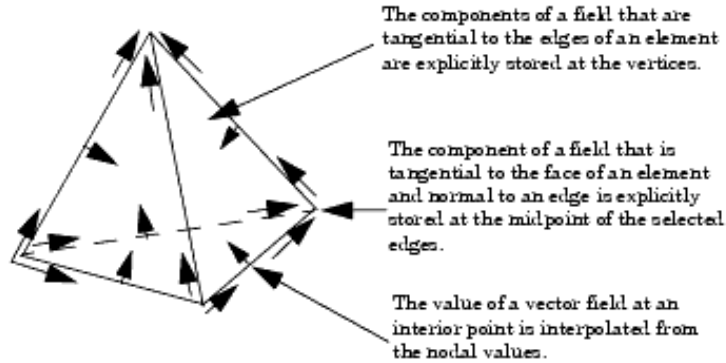 The components of a field that are
tangential to the edges of an element
are explicitly stored at the vertices.
The component of a field that is
tangential to the face of an element
and normal to an edge is explicitly
stored at the midpoint of the selected
edges.
The value of a vector field at an
interior point is interpolated from
the nodal values.